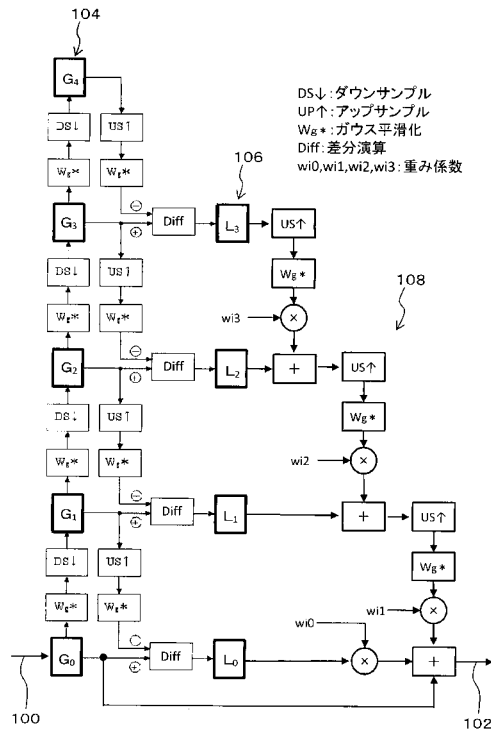 104
G₄
DS↓ US↑
Wg* Wg*
DS↓:ダウンサンプル
UP↑:アップサンプル
Wg*:ガウス平滑化
Diff:差分演算
wi0,wi1,wi2,wi3:重み係数
106
⊖
G₃ ⊕ Diff L₃ US↑
DS↓ US↑ Wg*
Wg* Wg* wi3 ×
108
⊖
G₂ ⊕ Diff L₂ + US↑
DS↓ US↑ Wg*
Wg* Wg* wi2 ×
⊖
G₁ ⊕ Diff L₁ + US↑
DS↓ US↑ Wg*
Wg* Wg* wi0 wi1 ×
G₀ ⊕ Diff L₀ × +
100 102